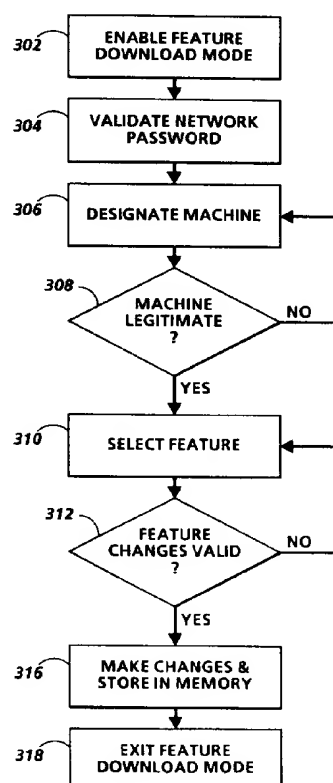 302
ENABLE FEATURE
DOWNLOAD MODE
304
VALIDATE NETWORK
PASSWORD
306
DESIGNATE MACHINE
308
MACHINE
LEGITIMATE
?
NO
YES
310
SELECT FEATURE
312
FEATURE
CHANGES VALID
?
NO
YES
316
MAKE CHANGES &
STORE IN MEMORY
318
EXIT FEATURE
DOWNLOAD MODE